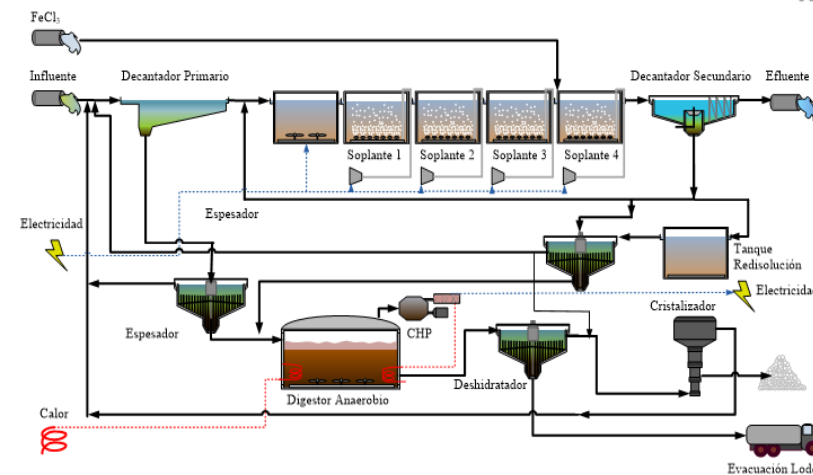 FeCl₃
Influente
Decantador Primario
Decantador Secundario
Efluente
Soplante 1
Soplante 2
Soplante 3
Soplante 4
Espesador
Electricidad
Tanque
Redisolución
Electricidad
Cristalizador
Espesador
CHP
Deshidratador
Digestor Anaerobio
Calor
Evacuación Lodo